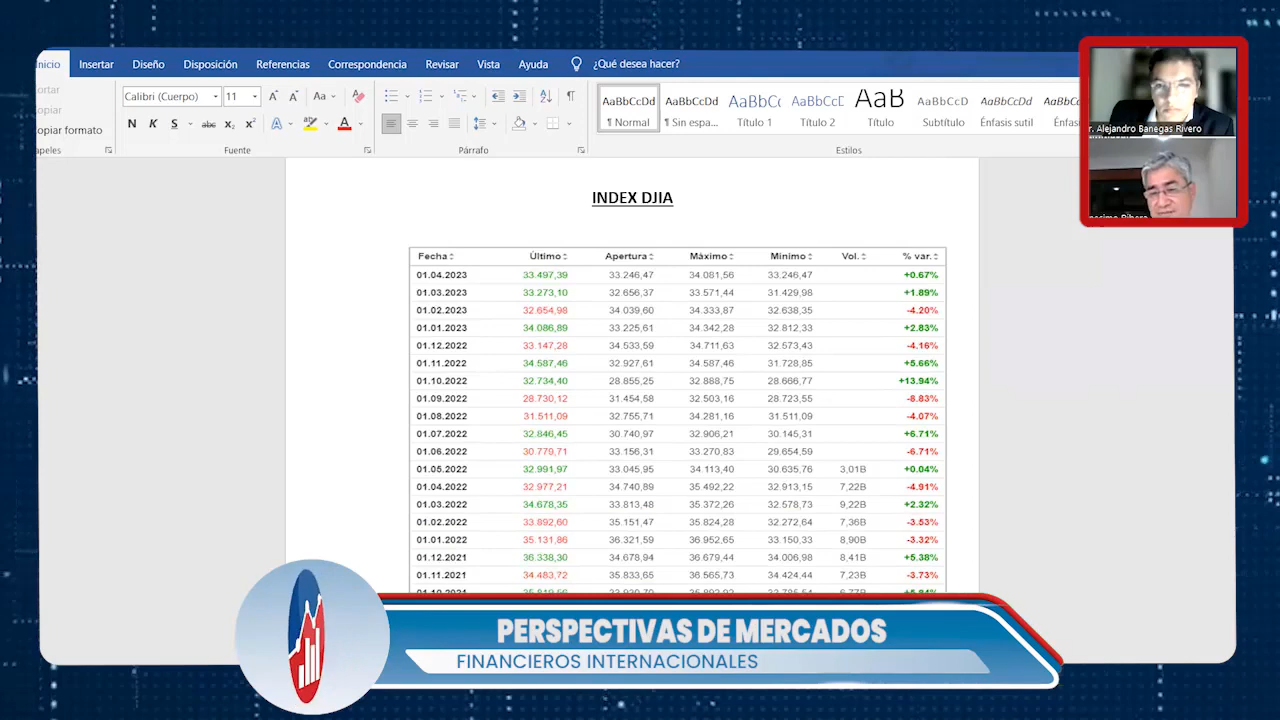 Inicio Insertar Diseño Disposición Referencias Correspondencia Revisar Vista Ayuda ¿Qué desea hacer?
Calibri (Cuerpo) 11 Aa
opiar formato
N K S abc x₂ x² A A
Fuente Párrafo Estilos
AaBbCcDd AaBbCcDd AaBbCc AaBbCcE AaB AaBbCcD AaBbCcDd AaBbCc
¶ Normal ¶ Sin espa... Título 1 Título 2 Título Subtítulo Énfasis sutil Énfas
r. Alejandro Banegas Rivero
INDEX DJIA
Fecha Último Apertura Máximo Mínimo Vol. % var.
01.04.2023 33.497,39 33.246,47 34.081,56 33.246,47 +0.67%
01.03.2023 33.273,10 32.656,37 33.571,44 31.429,98 +1.89%
01.02.2023 32.654,98 34.039,60 34.333,87 32.638,35 -4.20%
01.01.2023 34.086,89 33.225,61 34.342,28 32.812,33 +2.83%
01.12.2022 33.147,28 34.533,59 34.711,63 32.573,43 -4.16%
01.11.2022 34.587,46 32.927,61 34.587,46 31.728,85 +5.66%
01.10.2022 32.734,40 28.855,25 32.888,75 28.666,77 +13.94%
01.09.2022 28.730,12 31.454,58 32.503,16 28.723,55 -8.83%
01.08.2022 31.511,09 32.755,71 34.281,16 31.511,09 -4.07%
01.07.2022 32.846,45 30.740,97 32.906,21 30.145,31 +6.71%
01.06.2022 30.779,71 33.156,31 33.270,83 29.654,59 -6.71%
01.05.2022 32.991,97 33.045,95 34.113,40 30.635,76 3,01B +0.04%
01.04.2022 32.977,21 34.740,89 35.492,22 32.913,15 7,22B -4.91%
01.03.2022 34.678,35 33.813,48 35.372,26 32.578,73 9,22B +2.32%
01.02.2022 33.892,60 35.151,47 35.824,28 32.272,64 7,36B -3.53%
01.01.2022 35.131,86 36.321,59 36.952,65 33.150,33 8,90B -3.32%
01.12.2021 36.338,30 34.678,94 36.679,44 34.006,98 8,41B +5.38%
01.11.2021 34.483,72 35.833,65 36.565,73 34.424,44 7,23B -3.73%
PERSPECTIVAS DE MERCADOS
FINANCIEROS INTERNACIONALES